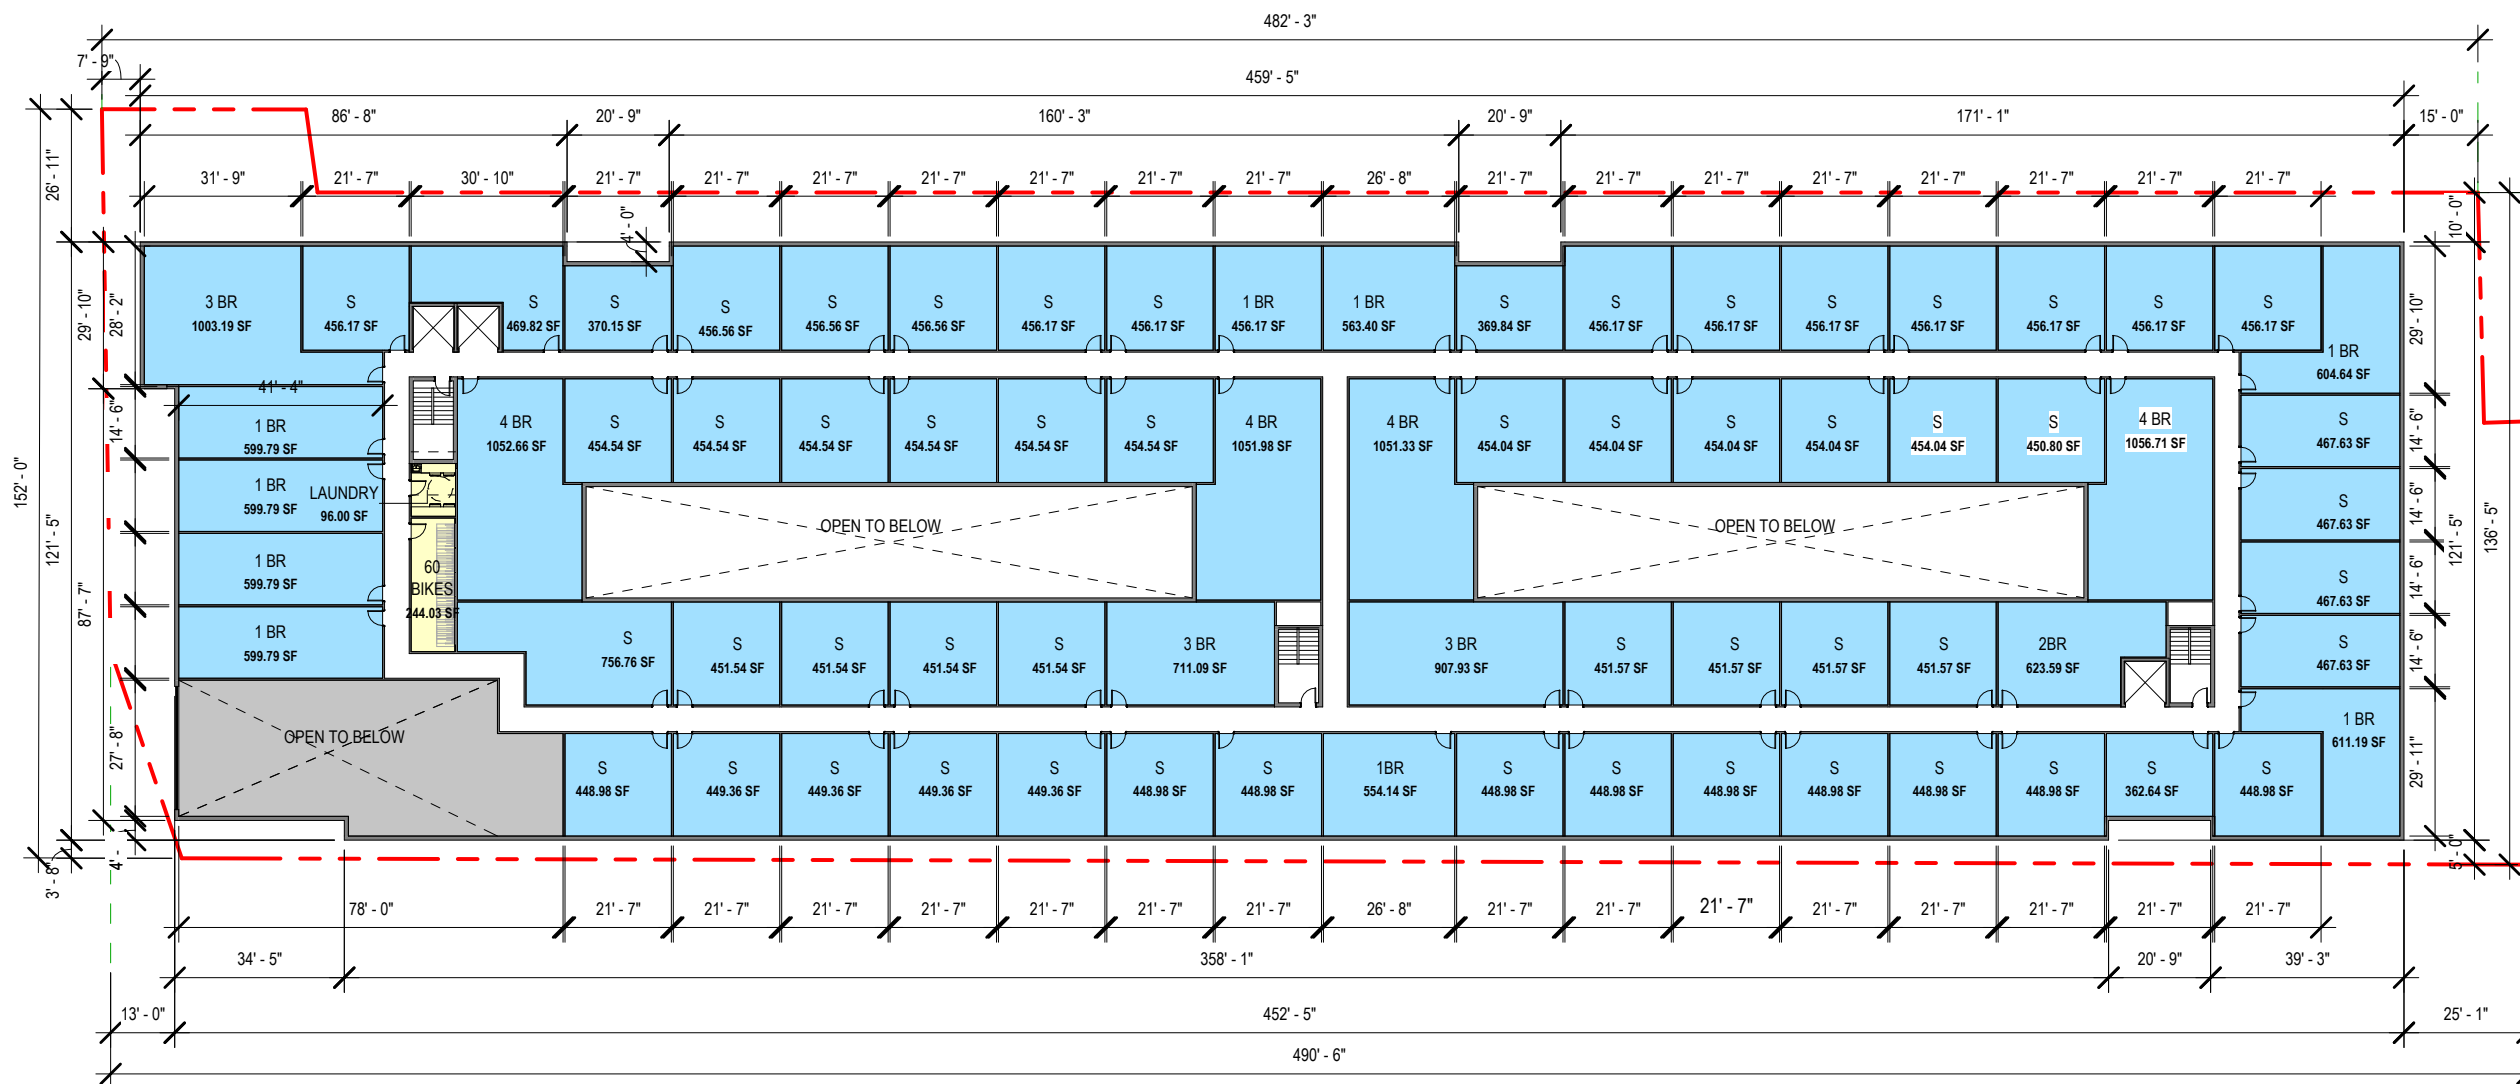 482' - 3"
7' - 9"
459' - 5"
86' - 8"
20' - 9"
160' - 3"
20' - 9"
171' - 1"
15' - 0"
31' - 9"
21' - 7"
30' - 10"
21' - 7"
21' - 7"
21' - 7"
21' - 7"
21' - 7"
21' - 7"
21' - 7"
26' - 8"
21' - 7"
21' - 7"
21' - 7"
21' - 7"
21' - 7"
21' - 7"
21' - 7"
21' - 7"
26' - 11"
4' - 0"
10' - 0"
29' - 10"
28' - 2"
29' - 10"
3 BR
1003.19 SF
S
456.17 SF
S
469.82 SF
S
370.15 SF
S
456.56 SF
S
456.56 SF
S
456.56 SF
S
456.17 SF
S
456.17 SF
1 BR
456.17 SF
1 BR
563.40 SF
S
369.84 SF
S
456.17 SF
S
456.17 SF
S
456.17 SF
S
456.17 SF
S
456.17 SF
S
456.17 SF
S
456.17 SF
1 BR
604.64 SF
41' - 4"
14' - 6"
152' - 0"
121' - 5"
87' - 7"
1 BR
599.79 SF
1 BR
599.79 SF
1 BR
599.79 SF
1 BR
599.79 SF
LAUNDRY
96.00 SF
60
BIKES
244.03 SF
4 BR
1052.66 SF
S
454.54 SF
S
454.54 SF
S
454.54 SF
S
454.54 SF
S
454.54 SF
S
454.54 SF
4 BR
1051.98 SF
4 BR
1051.33 SF
S
454.04 SF
S
454.04 SF
S
454.04 SF
S
454.04 SF
S
454.04 SF
S
450.80 SF
4 BR
1056.71 SF
S
467.63 SF
S
467.63 SF
S
467.63 SF
S
467.63 SF
14' - 6"
14' - 6"
14' - 6"
14' - 6"
121' - 5"
136' - 5"
OPEN TO BELOW
OPEN TO BELOW
S
756.76 SF
S
451.54 SF
S
451.54 SF
S
451.54 SF
S
451.54 SF
3 BR
711.09 SF
3 BR
907.93 SF
S
451.57 SF
S
451.57 SF
S
451.57 SF
S
451.57 SF
2BR
623.59 SF
1 BR
611.19 SF
OPEN TO BELOW
27' - 8"
29' - 11"
S
448.98 SF
S
449.36 SF
S
449.36 SF
S
449.36 SF
S
449.36 SF
S
448.98 SF
S
448.98 SF
1BR
554.14 SF
S
448.98 SF
S
448.98 SF
S
448.98 SF
S
448.98 SF
S
448.98 SF
S
448.98 SF
S
362.64 SF
S
448.98 SF
3' - 8"
4' -
5' - 0"
78' - 0"
21' - 7"
21' - 7"
21' - 7"
21' - 7"
21' - 7"
21' - 7"
21' - 7"
26' - 8"
21' - 7"
21' - 7"
21' - 7"
21' - 7"
21' - 7"
21' - 7"
21' - 7"
21' - 7"
34' - 5"
358' - 1"
20' - 9"
39' - 3"
13' - 0"
452' - 5"
25' - 1"
490' - 6"